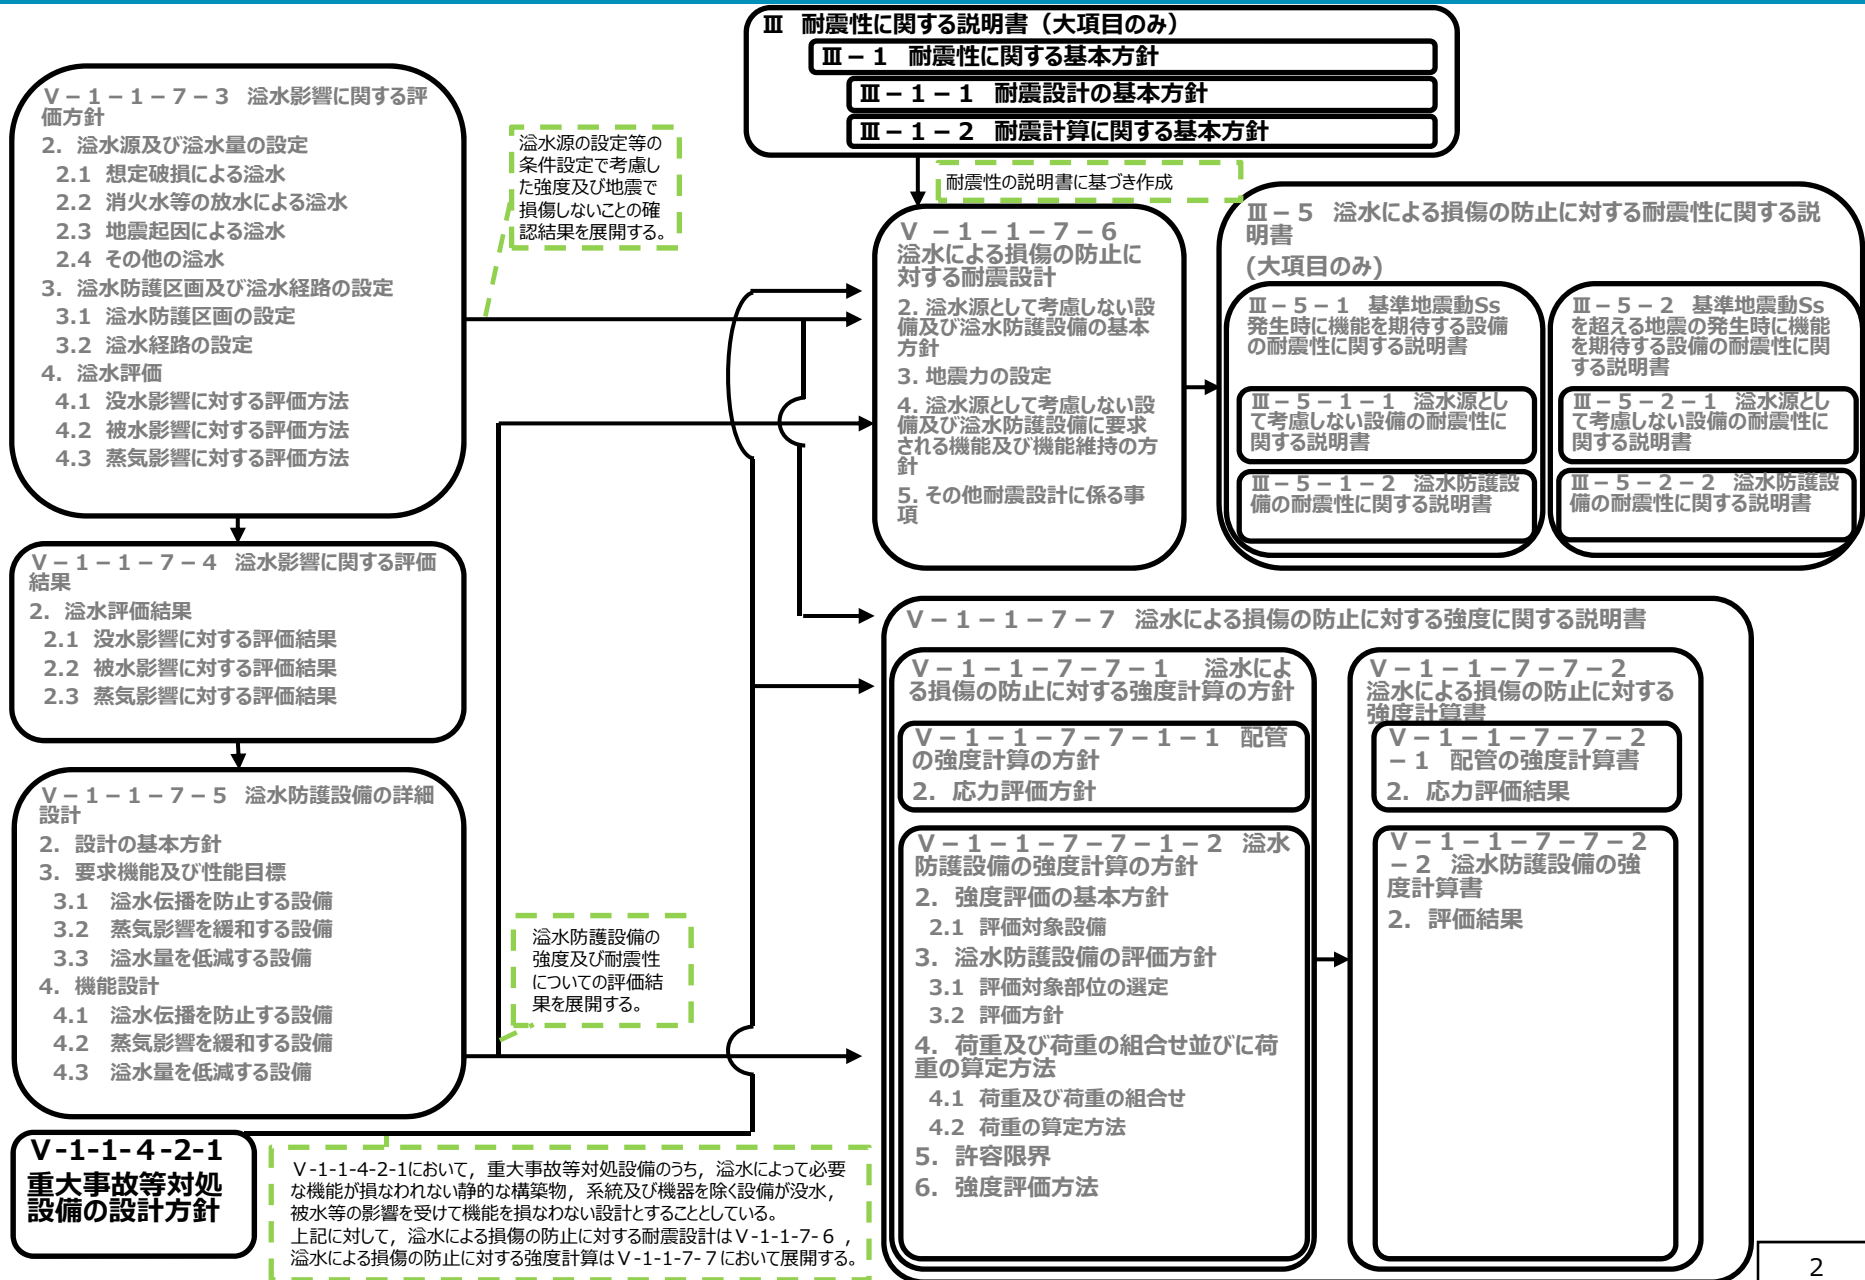 Ⅲ 耐震性に関する説明書（大項目のみ）
Ⅲ－１ 耐震性に関する基本方針
Ⅲ－１－１ 耐震設計の基本方針
Ⅲ－１－２ 耐震計算に関する基本方針
Ⅴ－１－１－７－３ 溢水影響に関する評
価方針
2. 溢水源及び溢水量の設定
2.1 想定破損による溢水
2.2 消火水等の放水による溢水
2.3 地震起因による溢水
2.4 その他の溢水
3. 溢水防護区画及び溢水経路の設定
3.1 溢水防護区画の設定
3.2 溢水経路の設定
4. 溢水評価
4.1 没水影響に対する評価方法
4.2 被水影響に対する評価方法
4.3 蒸気影響に対する評価方法
溢水源の設定等の
条件設定で考慮し
た強度及び地震で
損傷しないことの確
認結果を展開する。
耐震性の説明書に基づき作成
Ⅴ－１－１－７－６
溢水による損傷の防止に
対する耐震設計
2. 溢水源として考慮しない設
備及び溢水防護設備の基本
方針
3. 地震力の設定
4. 溢水源として考慮しない設
備及び溢水防護設備に要求
される機能及び機能維持の方
針
5. その他耐震設計に係る事
項
Ⅲ－５ 溢水による損傷の防止に対する耐震性に関する説
明書
(大項目のみ)
Ⅲ－５－１ 基準地震動Ss
発生時に機能を期待する設備
の耐震性に関する説明書
Ⅲ－５－１－１ 溢水源とし
て考慮しない設備の耐震性に
関する説明書
Ⅲ－５－１－２ 溢水防護設
備の耐震性に関する説明書
Ⅲ－５－２ 基準地震動Ss
を超える地震の発生時に機能
を期待する設備の耐震性に関
する説明書
Ⅲ－５－２－１ 溢水源とし
て考慮しない設備の耐震性に
関する説明書
Ⅲ－５－２－２ 溢水防護設
備の耐震性に関する説明書
Ⅴ－１－１－７－４ 溢水影響に関する評価
結果
2. 溢水評価結果
2.1 没水影響に対する評価結果
2.2 被水影響に対する評価結果
2.3 蒸気影響に対する評価結果
Ⅴ－１－１－７－５ 溢水防護設備の詳細
設計
2. 設計の基本方針
3. 要求機能及び性能目標
3.1 溢水伝播を防止する設備
3.2 蒸気影響を緩和する設備
3.3 溢水量を低減する設備
4. 機能設計
4.1 溢水伝播を防止する設備
4.2 蒸気影響を緩和する設備
4.3 溢水量を低減する設備
溢水防護設備の
強度及び耐震性
についての評価結
果を展開する。
Ⅴ－１－１－７－７ 溢水による損傷の防止に対する強度に関する説明書
Ⅴ－１－１－７－７－１ 溢水によ
る損傷の防止に対する強度計算の方針
Ⅴ－１－１－７－７－１－１ 配管
の強度計算の方針
2. 応力評価方針
Ⅴ－１－１－７－７－１－２ 溢水
防護設備の強度計算の方針
2. 強度評価の基本方針
2.1 評価対象設備
3. 溢水防護設備の評価方針
3.1 評価対象部位の選定
3.2 評価方針
4. 荷重及び荷重の組合せ並びに荷
重の算定方法
4.1 荷重及び荷重の組合せ
4.2 荷重の算定方法
5. 許容限界
6. 強度評価方法
Ⅴ－１－１－７－７－２
溢水による損傷の防止に対する
強度計算書
Ⅴ－１－１－７－７－２
－１ 配管の強度計算書
2. 応力評価結果
Ⅴ－１－１－７－７－２
－２ 溢水防護設備の強
度計算書
2. 評価結果
Ⅴ-1-1-４-2-1
重大事故等対処
設備の設計方針
Ⅴ-1-1-4-2-1において，重大事故等対処設備のうち，溢水によって必要
な機能が損なわれない静的な構築物，系統及び機器を除く設備が没水，
被水等の影響を受けて機能を損なわない設計とすることとしている。
上記に対して，溢水による損傷の防止に対する耐震設計はⅤ-1-1-7-６，
溢水による損傷の防止に対する強度計算はⅤ-1-1-7-７において展開する。
2